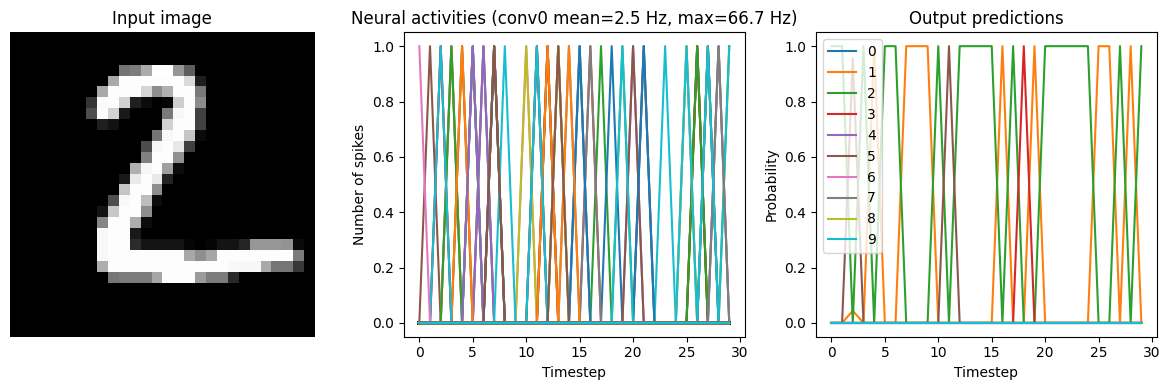 Input image
2
Neural activities (conv0 mean=2.5 Hz, max=66.7 Hz)
Number of spikes
1.0
0.8
0.6
0.4
0.2
0.0
0 5 10 15 20 25 30
Timestep
Output predictions
Probability
1.0
0.8
0.6
0.4
0.2
0.0
0
1
2
3
4
5
6
7
8
9
0 5 10 15 20 25 30
Timestep